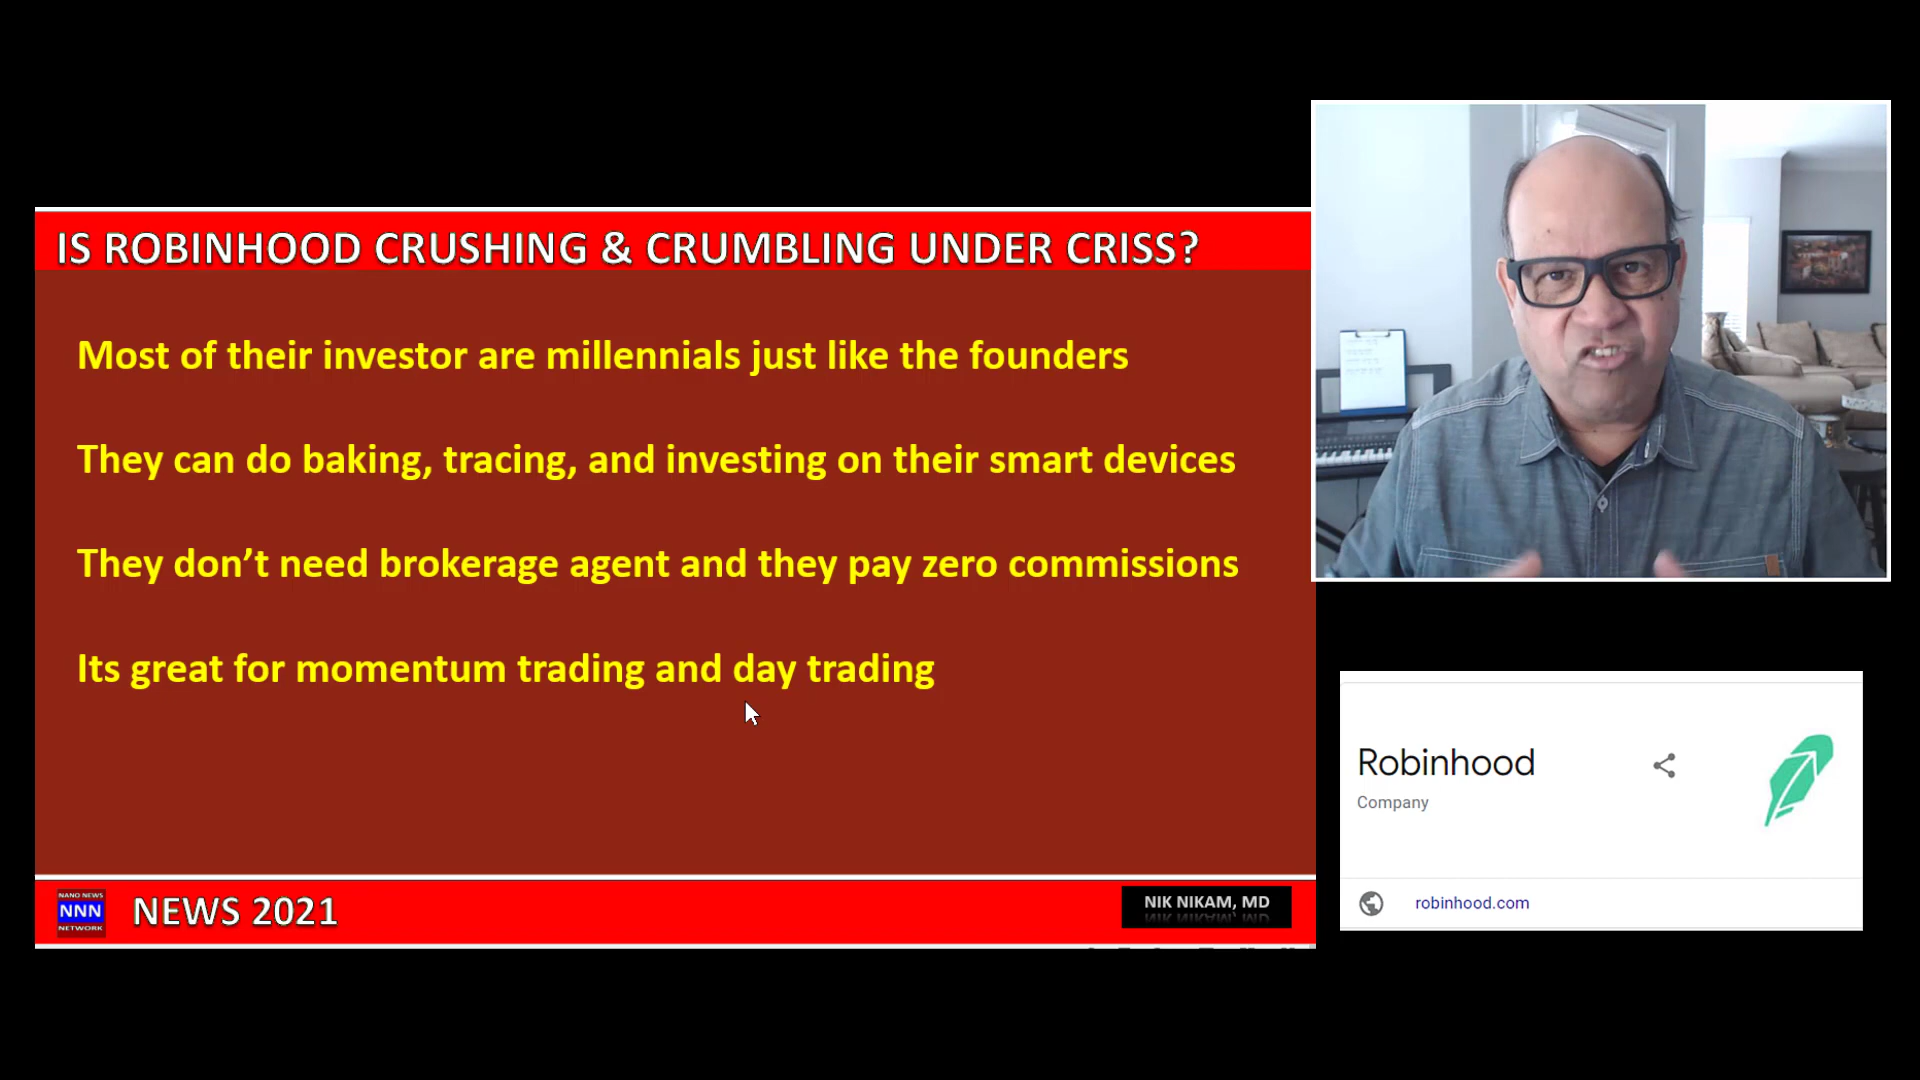 IS ROBINHOOD CRUSHING & CRUMBLING UNDER CRISS?
Most of their investor are millennials just like the founders
They can do baking, tracing, and investing on their smart devices
They don’t need brokerage agent and they pay zero commissions
Its great for momentum trading and day trading
NANO NEWS
NNN
NETWORK
NEWS 2021
NIK NIKAM, MD
Robinhood
Company
robinhood.com